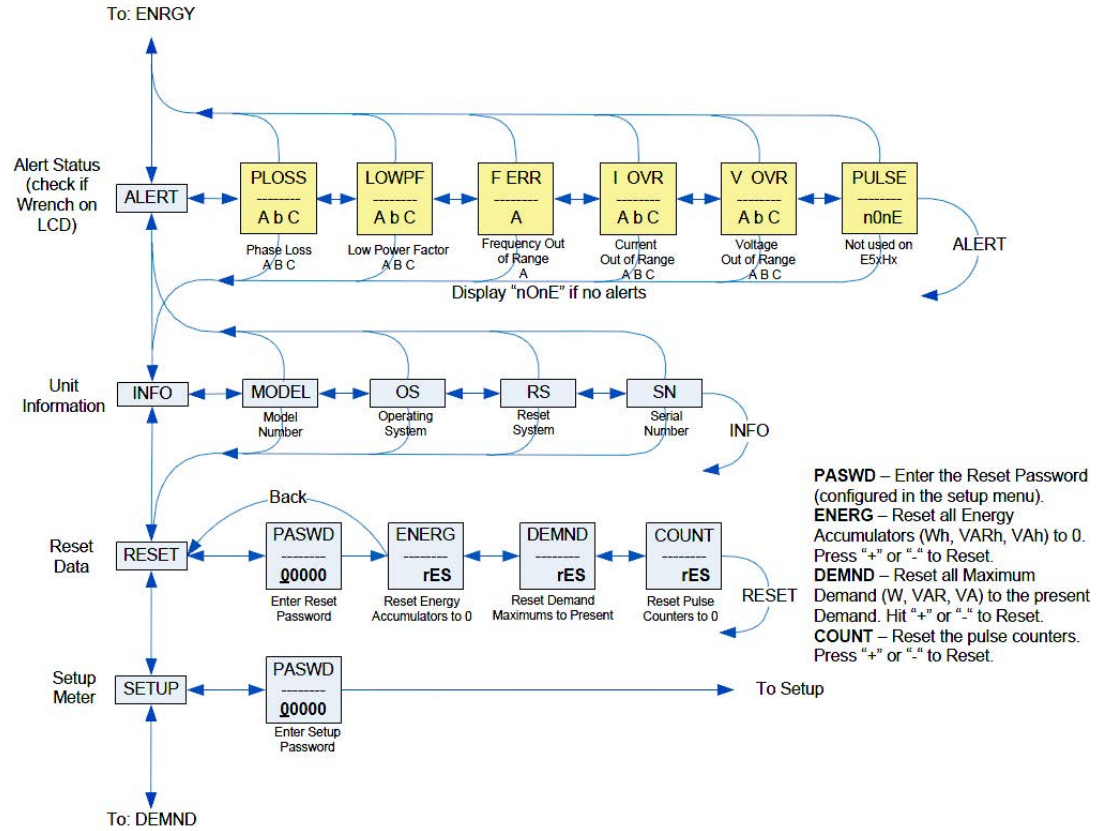 To: ENRGY
Alert Status
(check if
Wrench on
LCD)
ALERT
PLOSS
--------
A b C
Phase Loss
A B C
LOWPF
--------
A b C
Low Power Factor
A B C
F ERR
--------
A
Frequency Out
of Range
A
I OVR
--------
A b C
Current
Out of Range
A B C
V OVR
--------
A b C
Voltage
Out of Range
A B C
PULSE
--------
n0nE
Not used on
E5xHx
ALERT
Display “nOnE” if no alerts
Unit
Information
INFO
MODEL
Model
Number
OS
Operating
System
RS
Reset
System
SN
Serial
Number
INFO
Back
Reset
Data
RESET
PASWD
--------
00000
Enter Reset
Password
ENERG
--------
rES
Reset Energy
Accumulators to 0
DEMND
--------
rES
Reset Demand
Maximums to Present
COUNT
--------
rES
Reset Pulse
Counters to 0
RESET
PASWD – Enter the Reset Password
(configured in the setup menu).
ENERG – Reset all Energy
Accumulators (Wh, VARh, VAh) to 0.
Press “+” or “-“ to Reset.
DEMND – Reset all Maximum
Demand (W, VAR, VA) to the present
Demand. Hit “+” or “-“ to Reset.
COUNT – Reset the pulse counters.
Press “+” or “-“ to Reset.
Setup
Meter
SETUP
PASWD
--------
00000
Enter Setup
Password
To Setup
To: DEMND